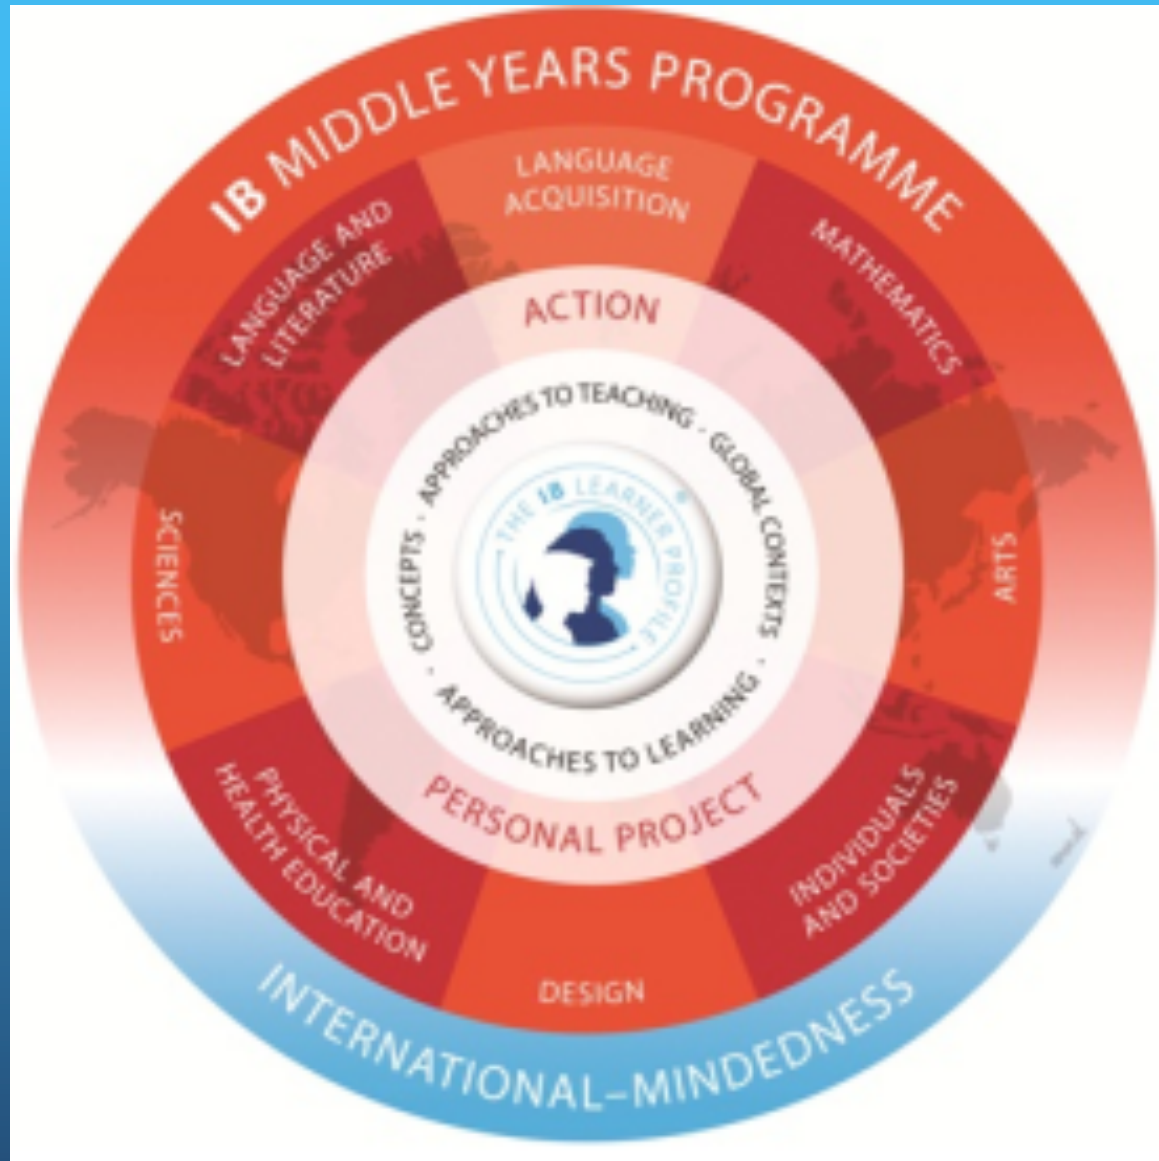 IB MIDDLE YEARS PROGRAMME
LANGUAGE
ACQUISITION
LANGUAGE AND
LITERATURE
MATHEMATICS
SCIENCES
ARTS
PHYSICAL AND
HEALTH EDUCATION
INDIVIDUALS
AND SOCIETIES
DESIGN
ACTION
PERSONAL PROJECT
APPROACHES TO TEACHING ·
GLOBAL CONTEXTS ·
APPROACHES TO LEARNING ·
CONCEPTS ·
THE IB LEARNER PROFILE
INTERNATIONAL–MINDEDNESS